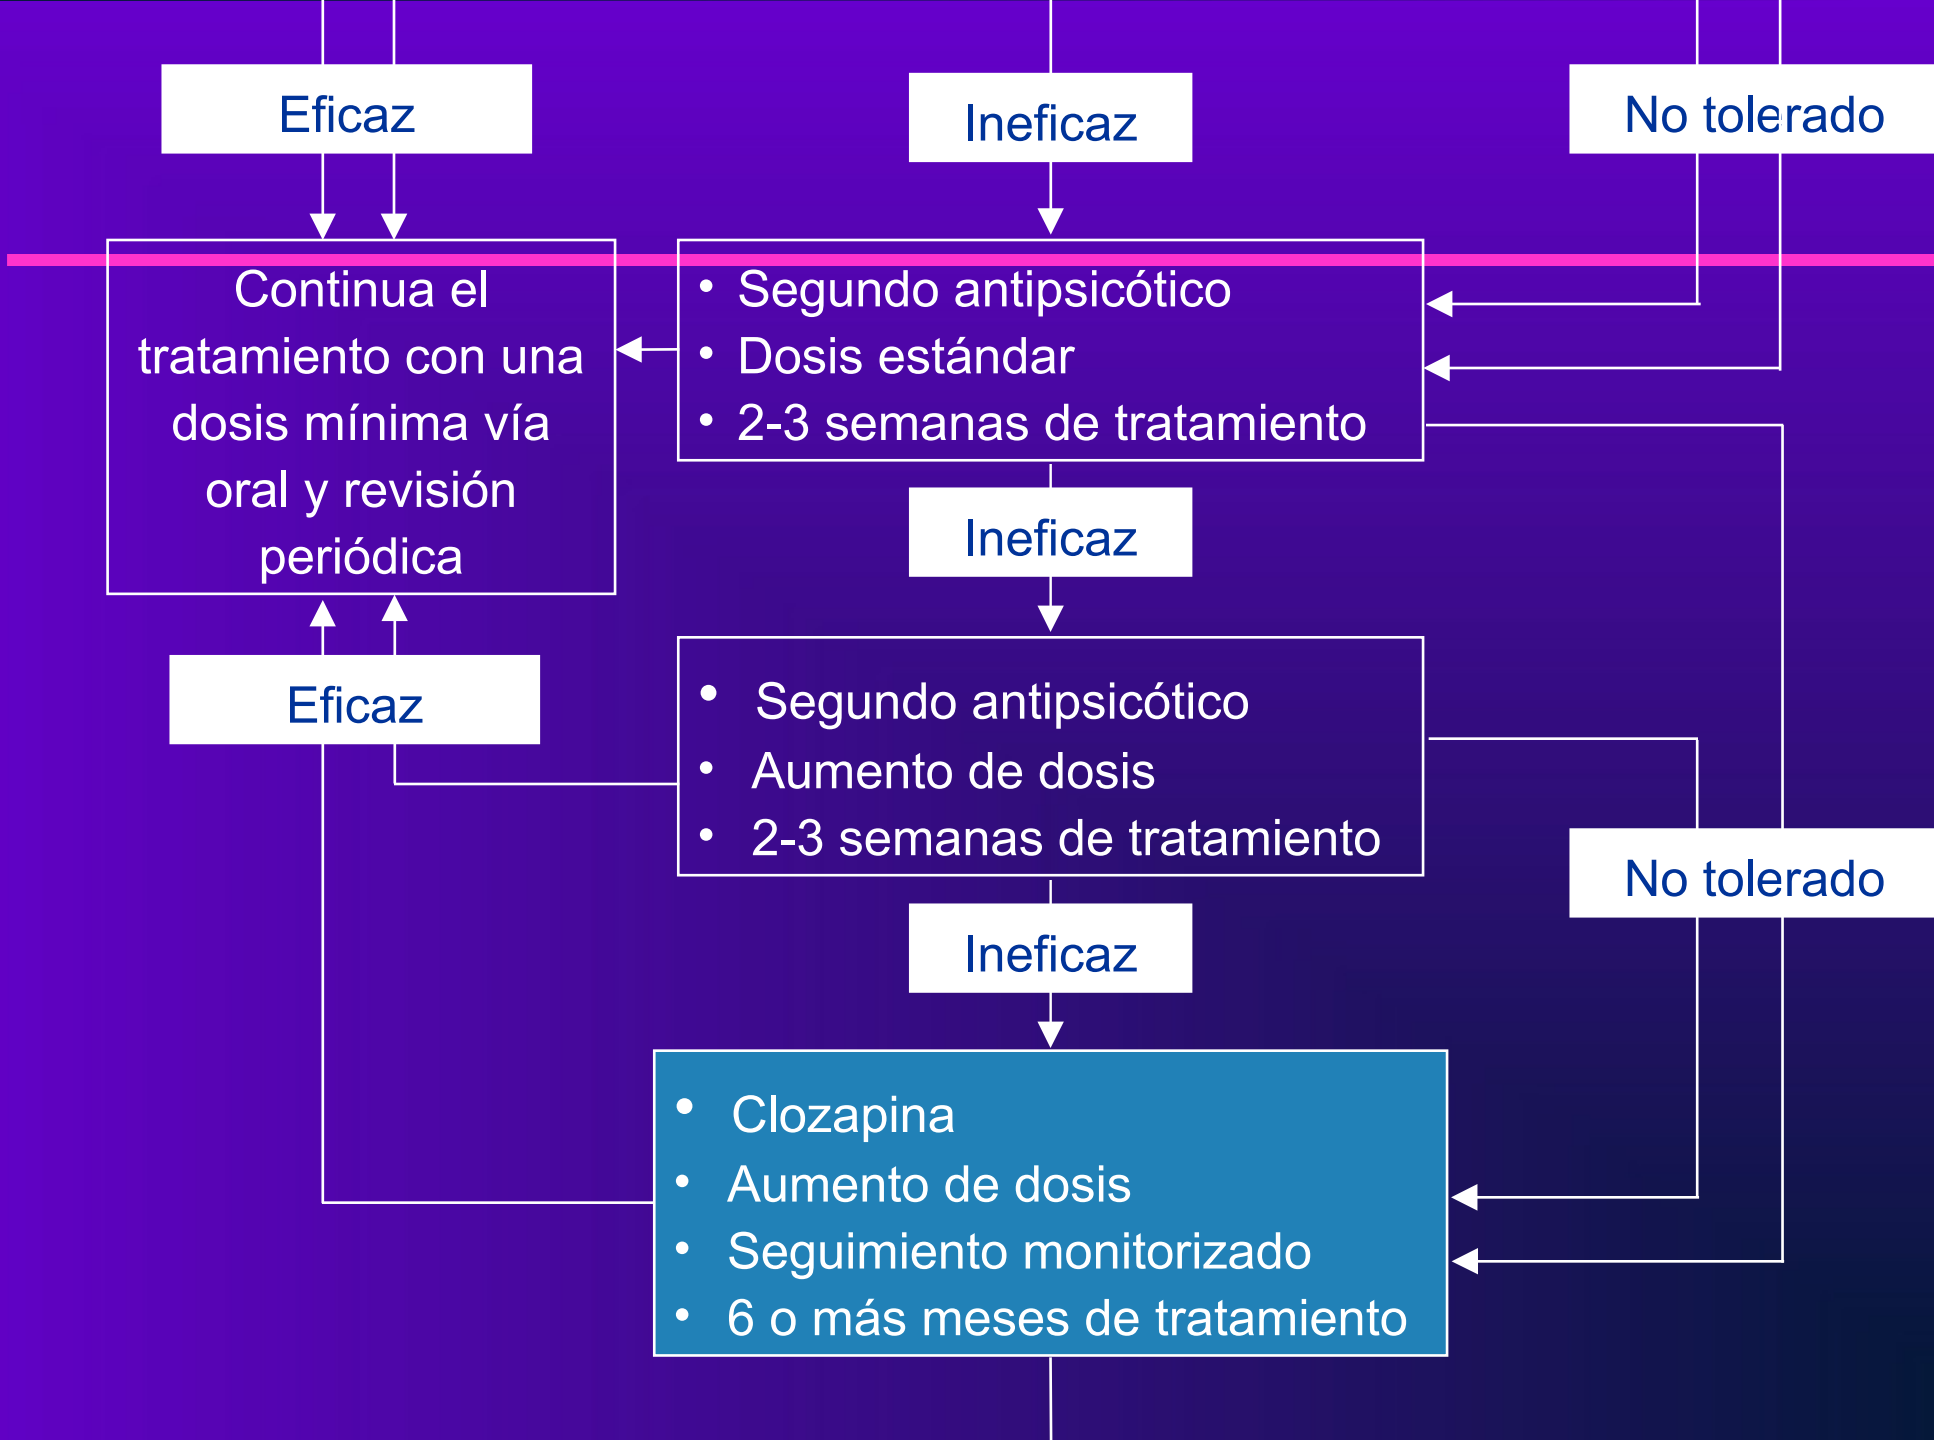 Eficaz
Ineficaz
No tolerado
Continua el
tratamiento con una
dosis mínima vía
oral y revisión
periódica
• Segundo antipsicótico
• Dosis estándar
• 2-3 semanas de tratamiento
Ineficaz
Eficaz
• Segundo antipsicótico
• Aumento de dosis
• 2-3 semanas de tratamiento
No tolerado
Ineficaz
• Clozapina
• Aumento de dosis
• Seguimiento monitorizado
• 6 o más meses de tratamiento